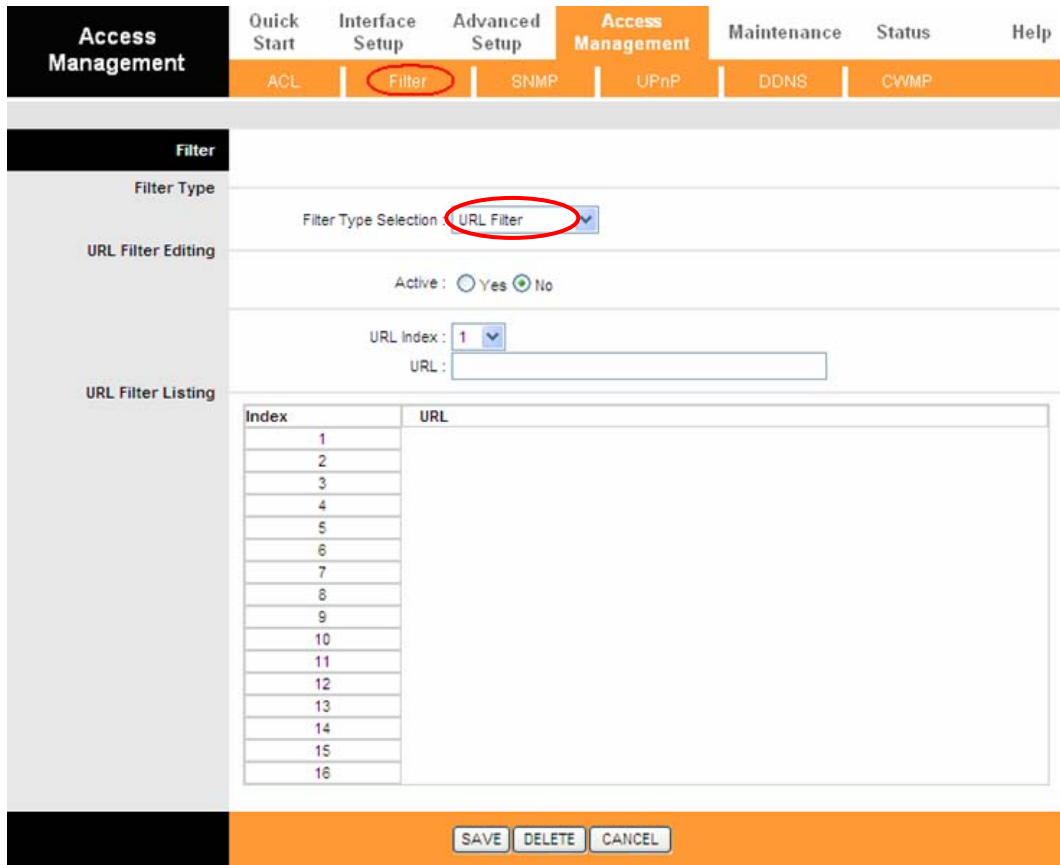 Access Management
Quick Start
Interface Setup
Advanced Setup
Access Management
Maintenance
Status
Help
ACL
Filter
SNMP
UPnP
DDNS
CWMP
Filter
Filter Type
Filter Type Selection : URL Filter
URL Filter Editing
Active : Yes No
URL Index : 1
URL :
URL Filter Listing
Index URL
1
2
3
4
5
6
7
8
9
10
11
12
13
14
15
16
SAVE DELETE CANCEL